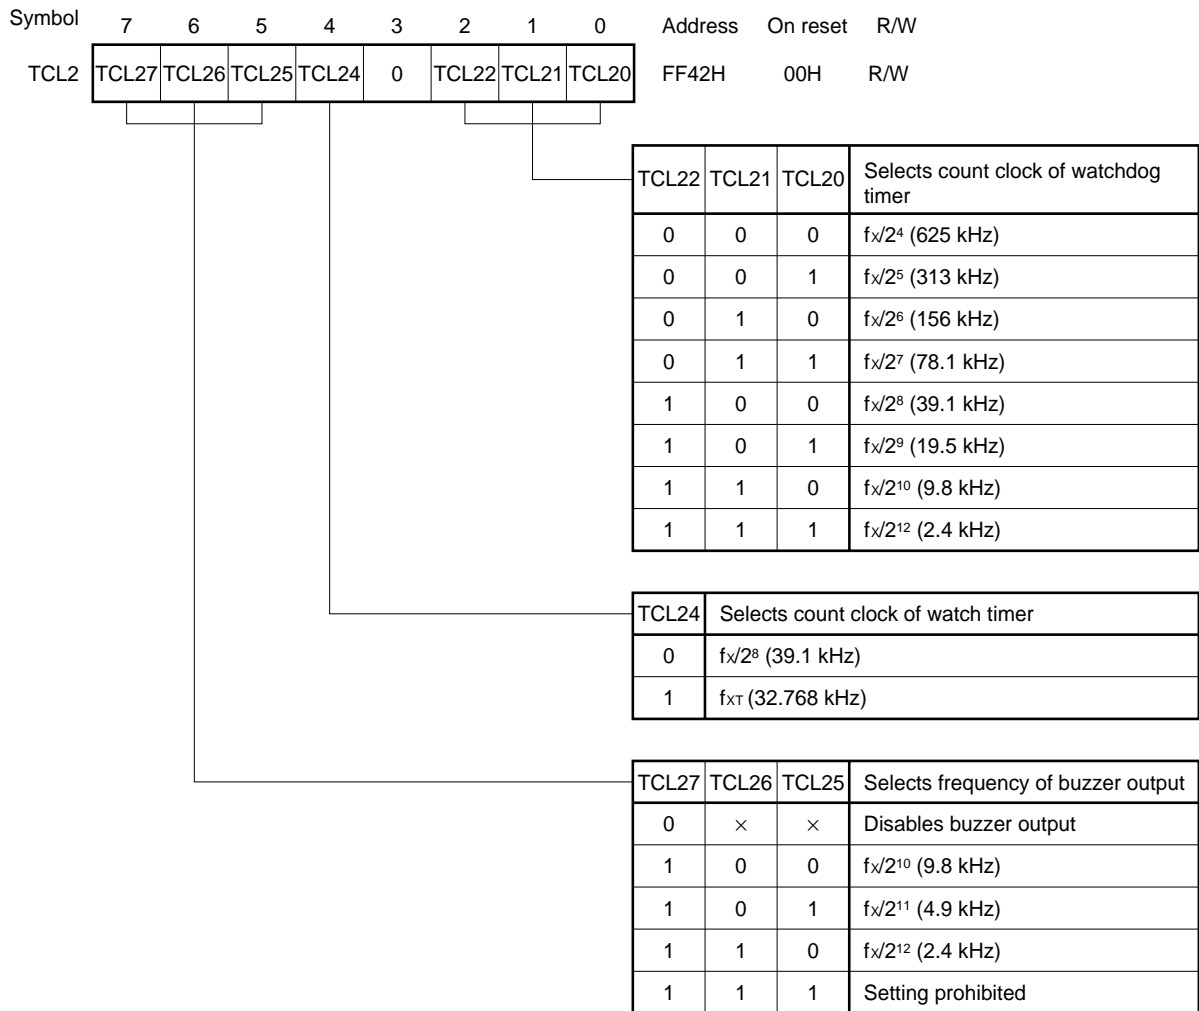 Symbol 7 6 5 4 3 2 1 0 Address On reset R/W
TCL2 TCL27 TCL26 TCL25 TCL24 0 TCL22 TCL21 TCL20 FF42H 00H R/W
TCL22 TCL21 TCL20 Selects count clock of watchdog
timer
0 0 0 fx/2⁴ (625 kHz)
0 0 1 fx/2⁵ (313 kHz)
0 1 0 fx/2⁶ (156 kHz)
0 1 1 fx/2⁷ (78.1 kHz)
1 0 0 fx/2⁸ (39.1 kHz)
1 0 1 fx/2⁹ (19.5 kHz)
1 1 0 fx/2¹⁰ (9.8 kHz)
1 1 1 fx/2¹² (2.4 kHz)
TCL24 Selects count clock of watch timer
0 fx/2⁸ (39.1 kHz)
1 fXT (32.768 kHz)
TCL27 TCL26 TCL25 Selects frequency of buzzer output
0 × × Disables buzzer output
1 0 0 fx/2¹⁰ (9.8 kHz)
1 0 1 fx/2¹¹ (4.9 kHz)
1 1 0 fx/2¹² (2.4 kHz)
1 1 1 Setting prohibited